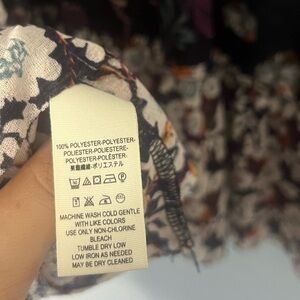 100% POLYESTER-POLYESTER-
POLIESTER-POLIESTERE-
POLYESTER-POLÉSTER-
聚酯纖維-ポリエステル
MACHINE WASH COLD GENTLE
WITH LIKE COLORS
USE ONLY NON-CHLORINE
BLEACH
TUMBLE DRY LOW
LOW IRON AS NEEDED
MAY BE DRY CLEANED